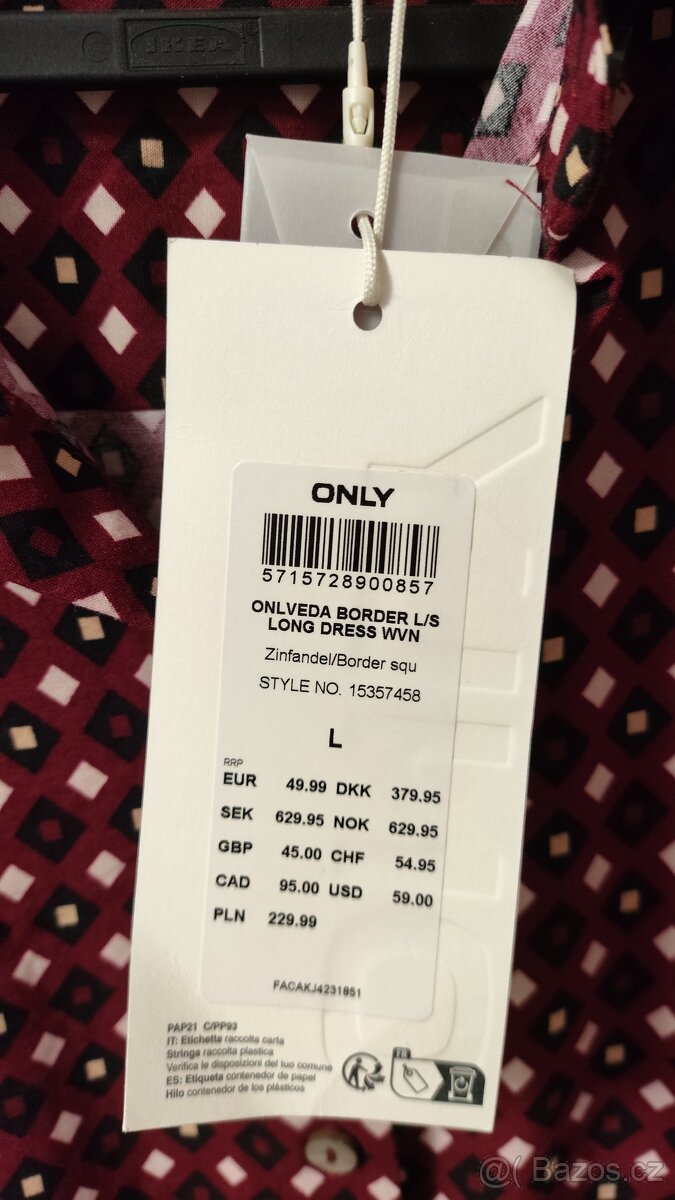 IKEA
ONLY
5715728900857
ONLVEDA BORDER L/S
LONG DRESS WVN
Zinfandel/Border squ
STYLE NO. 15357458
L
RRP
EUR 49.99 DKK 379.95
SEK 629.95 NOK 629.95
GBP 45.00 CHF 54.95
CAD 95.00 USD 59.00
PLN 229.99
FACAKJ4231851
PAP21 C/PP93
IT: Etichetta raccolta carta
Stringa raccolta plastica
Verifica le disposizioni del tuo comune
ES: Etiqueta contenedor de papel
Hilo contenedor de los plásticos
FR
@( Bazos.cz